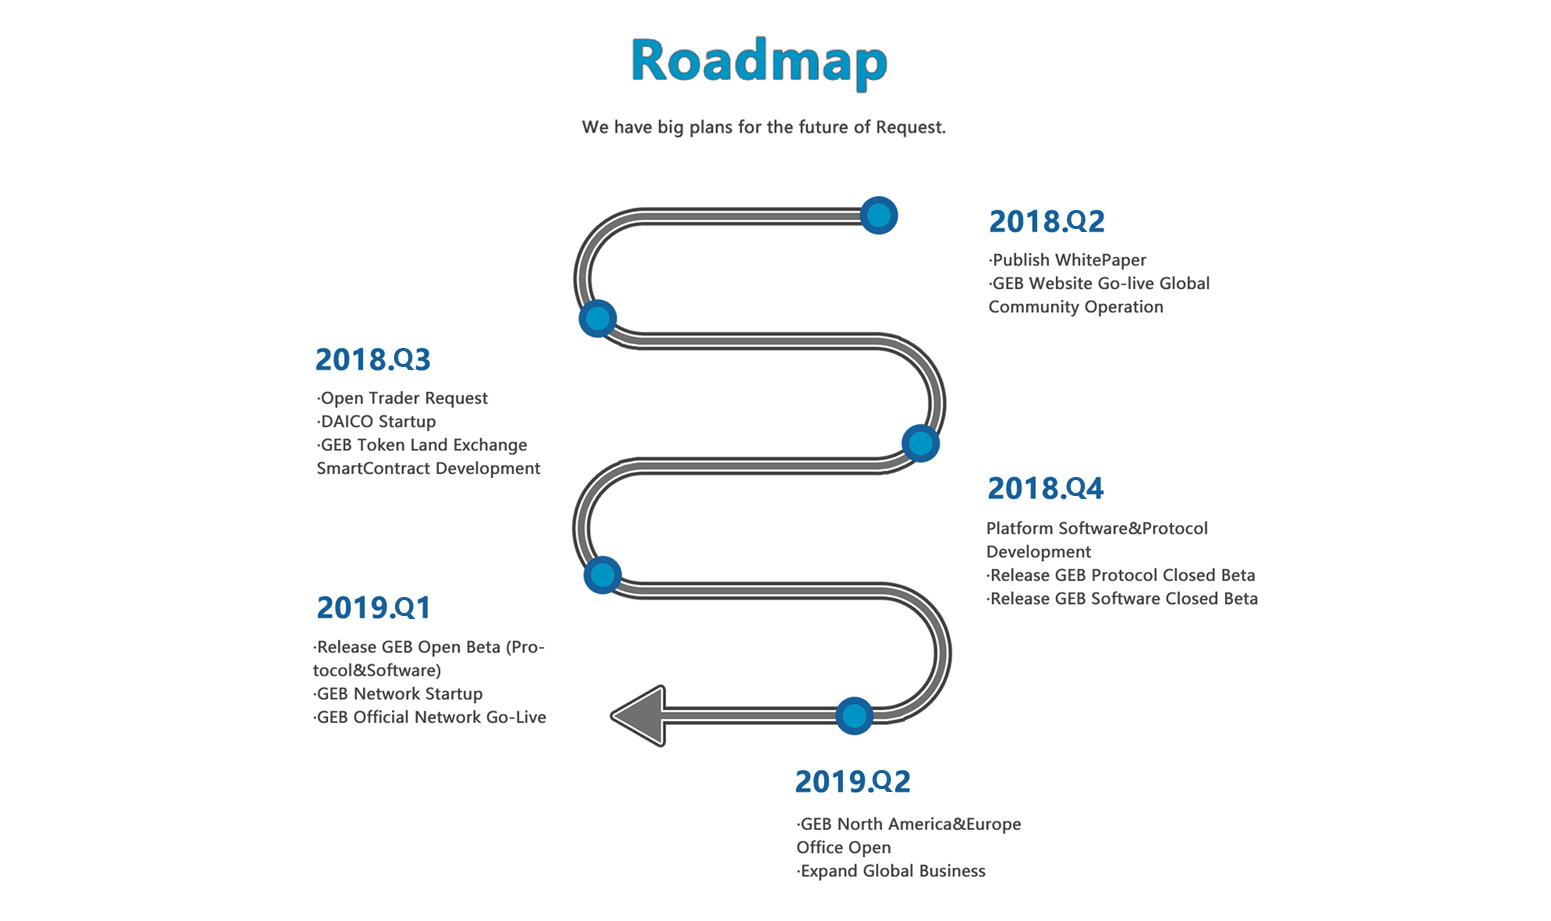 Roadmap
We have big plans for the future of Request.
2018.Q2
·Publish WhitePaper
·GEB Website Go-live Global
Community Operation
2018.Q3
·Open Trader Request
·DAICO Startup
·GEB Token Land Exchange
SmartContract Development
2018.Q4
Platform Software&Protocol
Development
·Release GEB Protocol Closed Beta
·Release GEB Software Closed Beta
2019.Q1
·Release GEB Open Beta (Pro-
tocol&Software)
·GEB Network Startup
·GEB Official Network Go-Live
2019.Q2
·GEB North America&Europe
Office Open
·Expand Global Business